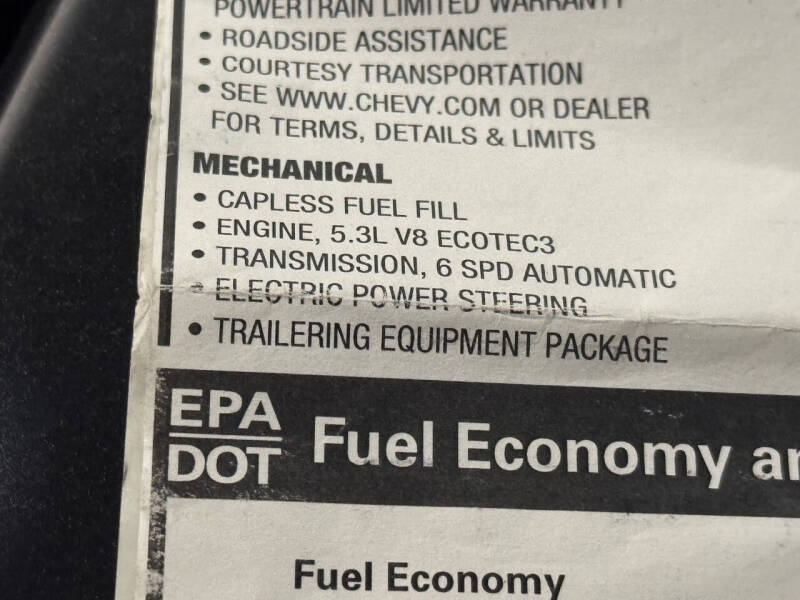 POWERTRAIN LIMITED WARRANTY
• ROADSIDE ASSISTANCE
• COURTESY TRANSPORTATION
• SEE WWW.CHEVY.COM OR DEALER
FOR TERMS, DETAILS & LIMITS
MECHANICAL
• CAPLESS FUEL FILL
• ENGINE, 5.3L V8 ECOTEC3
• TRANSMISSION, 6 SPD AUTOMATIC
• ELECTRIC POWER STEERING
• TRAILERING EQUIPMENT PACKAGE
EPA
DOT
Fuel Economy
Fuel Economy